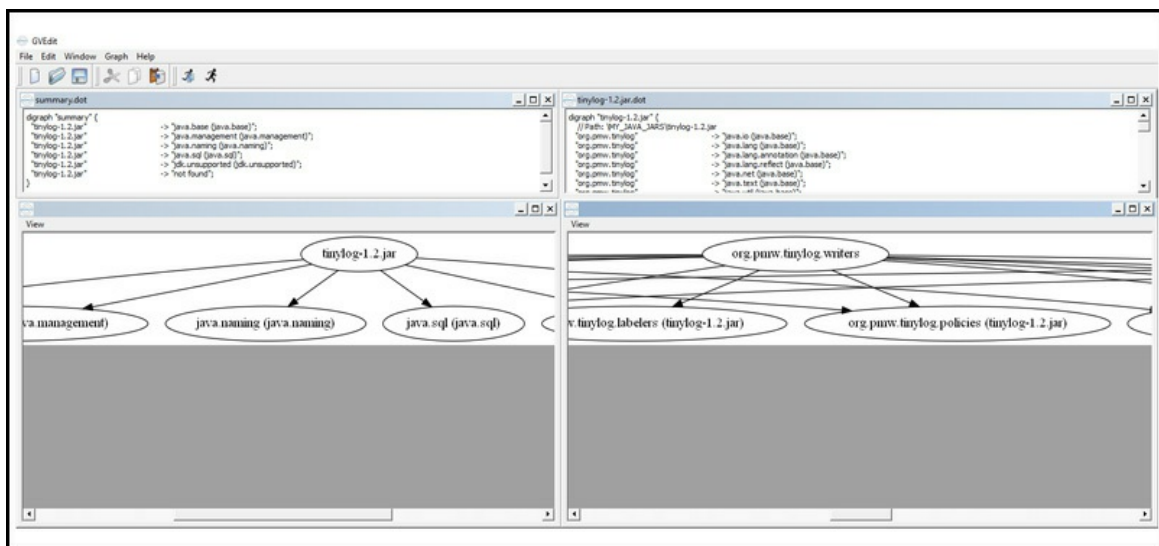 GVEdit
File Edit Window Graph Help
summary.dot
digraph "summary" {
"tinylog-1.2.jar" -> "java.base (java.base)";
"tinylog-1.2.jar" -> "java.management (java.management)";
"tinylog-1.2.jar" -> "java.naming (java.naming)";
"tinylog-1.2.jar" -> "java.sql (java.sql)";
"tinylog-1.2.jar" -> "jdk.unsupported (jdk.unsupported)";
"tinylog-1.2.jar" -> "not found";
}
tinylog-1.2.jar.dot
digraph "tinylog-1.2.jar" {
// Path: \MY_JAVA_JARS\tinylog-1.2.jar
"org.pmw.tinylog" -> "java.io (java.base)";
"org.pmw.tinylog" -> "java.lang (java.base)";
"org.pmw.tinylog" -> "java.lang.annotation (java.base)";
"org.pmw.tinylog" -> "java.lang.reflect (java.base)";
"org.pmw.tinylog" -> "java.net (java.base)";
"org.pmw.tinylog" -> "java.text (java.base)";
View
tinylog-1.2.jar
va.management)
java.naming (java.naming)
java.sql (java.sql)
View
org.pmw.tinylog.writers
w.tinylog.labelers (tinylog-1.2.jar)
org.pmw.tinylog.policies (tinylog-1.2.jar)